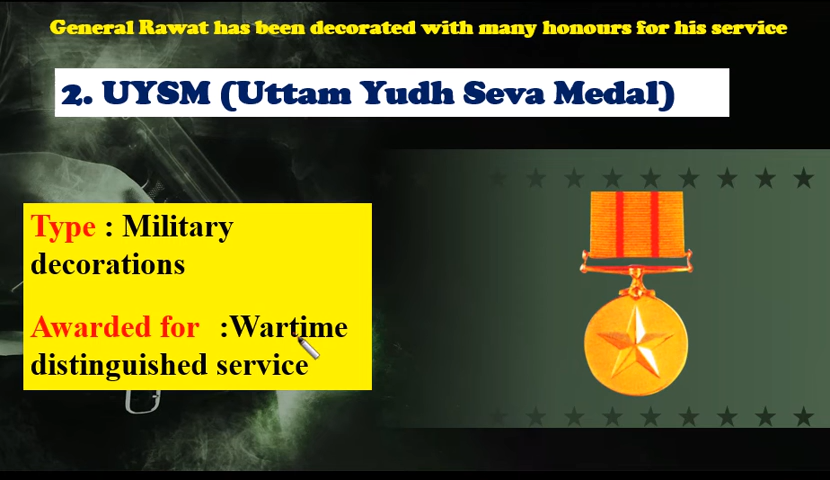 General Rawat has been decorated with many honours for his service
2. UYSM (Uttam Yudh Seva Medal)
Type : Military
decorations
Awarded for :Wartime
distinguished service